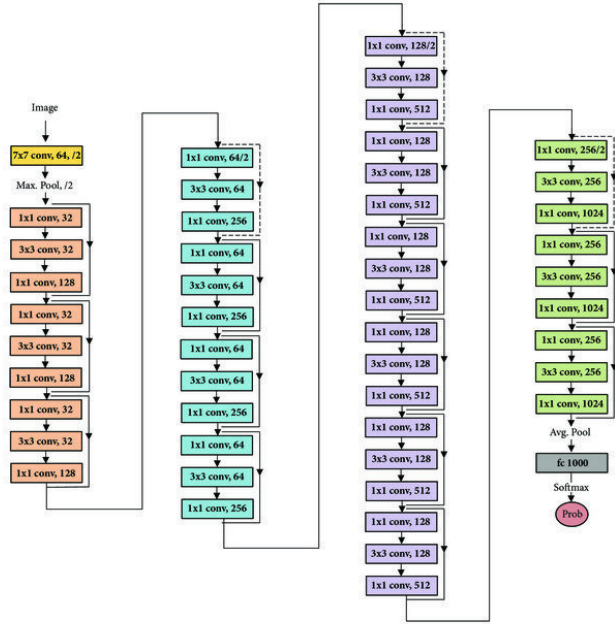 Image
7x7 conv, 64, /2
Max. Pool, /2
1x1 conv, 32
3x3 conv, 32
1x1 conv, 128
1x1 conv, 32
3x3 conv, 32
1x1 conv, 128
1x1 conv, 32
3x3 conv, 32
1x1 conv, 128
1x1 conv, 64/2
3x3 conv, 64
1x1 conv, 256
1x1 conv, 64
3x3 conv, 64
1x1 conv, 256
1x1 conv, 64
3x3 conv, 64
1x1 conv, 256
1x1 conv, 64
3x3 conv, 64
1x1 conv, 256
1x1 conv, 128/2
3x3 conv, 128
1x1 conv, 512
1x1 conv, 128
3x3 conv, 128
1x1 conv, 512
1x1 conv, 128
3x3 conv, 128
1x1 conv, 512
1x1 conv, 128
3x3 conv, 128
1x1 conv, 512
1x1 conv, 128
3x3 conv, 128
1x1 conv, 512
1x1 conv, 128
3x3 conv, 128
1x1 conv, 512
1x1 conv, 256/2
3x3 conv, 256
1x1 conv, 1024
1x1 conv, 256
3x3 conv, 256
1x1 conv, 1024
1x1 conv, 256
3x3 conv, 256
1x1 conv, 1024
Avg. Pool
fc 1000
Softmax
Prob